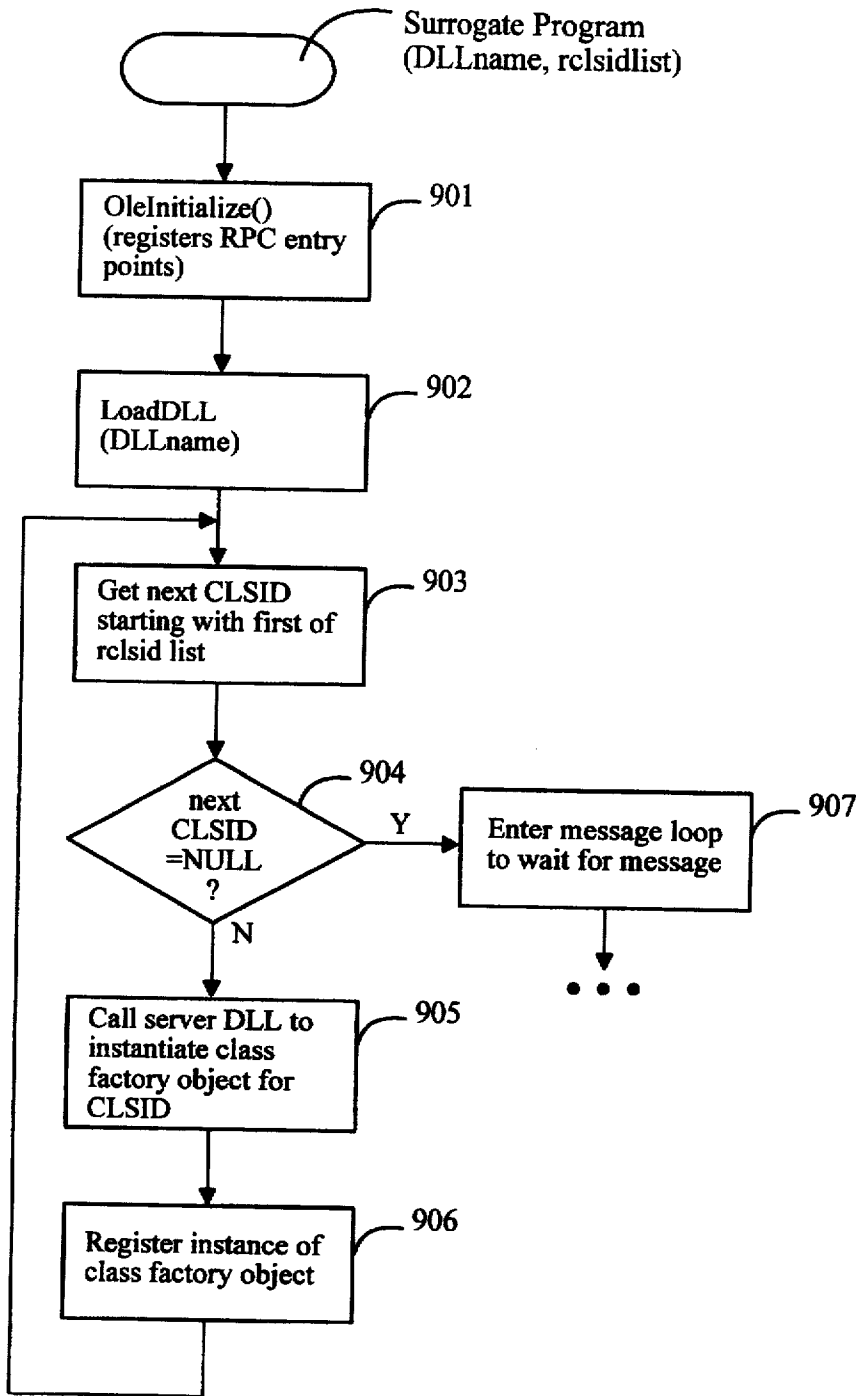 Surrogate Program
(DLLname, rclsidlist)
901
OleInitialize()
(registers RPC entry
points)
902
LoadDLL
(DLLname)
903
Get next CLSID
starting with first of
rclsid list
904
next
CLSID
=NULL
?
Y
N
907
Enter message loop
to wait for message
905
Call server DLL to
instantiate class
factory object for
CLSID
906
Register instance of
class factory object